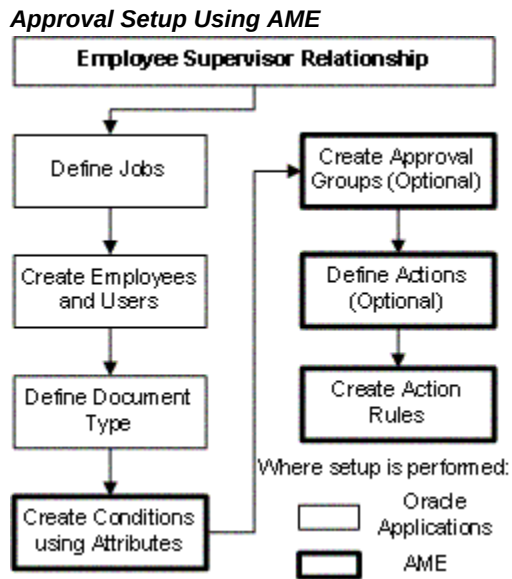 Approval Setup Using AME
Employee Supervisor Relationship
Define Jobs
Create Employees
and Users
Define Document
Type
Create Conditions
using Attributes
Create Approval
Groups (Optional)
Define Actions
(Optional)
Create Action
Rules
Where setup is performed:
Oracle
Applications
AME